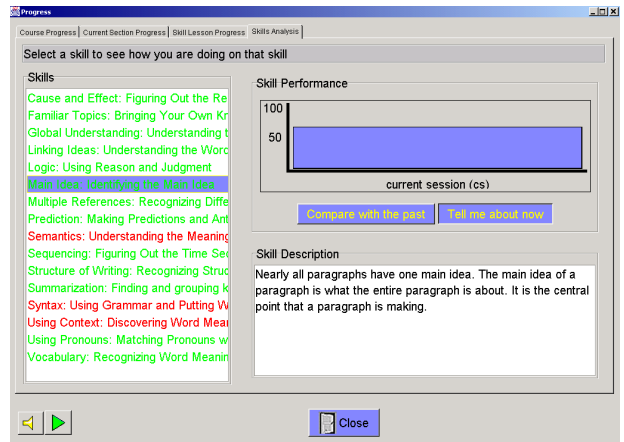 Progress
Course Progress Current Section Progress Skill Lesson Progress Skills Analysis
Select a skill to see how you are doing on that skill
Skills
Cause and Effect: Figuring Out the Re
Familiar Topics: Bringing Your Own Kr
Global Understanding: Understanding t
Linking Ideas: Understanding the Word
Logic: Using Reason and Judgment
Main Idea: Identifying the Main Idea
Multiple References: Recognizing Diffe
Prediction: Making Predictions and Ant
Semantics: Understanding the Meaning
Sequencing: Figuring Out the Time Sec
Structure of Writing: Recognizing Struc
Summarization: Finding and grouping k
Syntax: Using Grammar and Putting W
Using Context: Discovering Word Mear
Using Pronouns: Matching Pronouns w
Vocabulary: Recognizing Word Meanin
Skill Performance
100
50
current session (cs)
Compare with the past Tell me about now
Skill Description
Nearly all paragraphs have one main idea. The main idea of a
paragraph is what the entire paragraph is about. It is the central
point that a paragraph is making.
Close